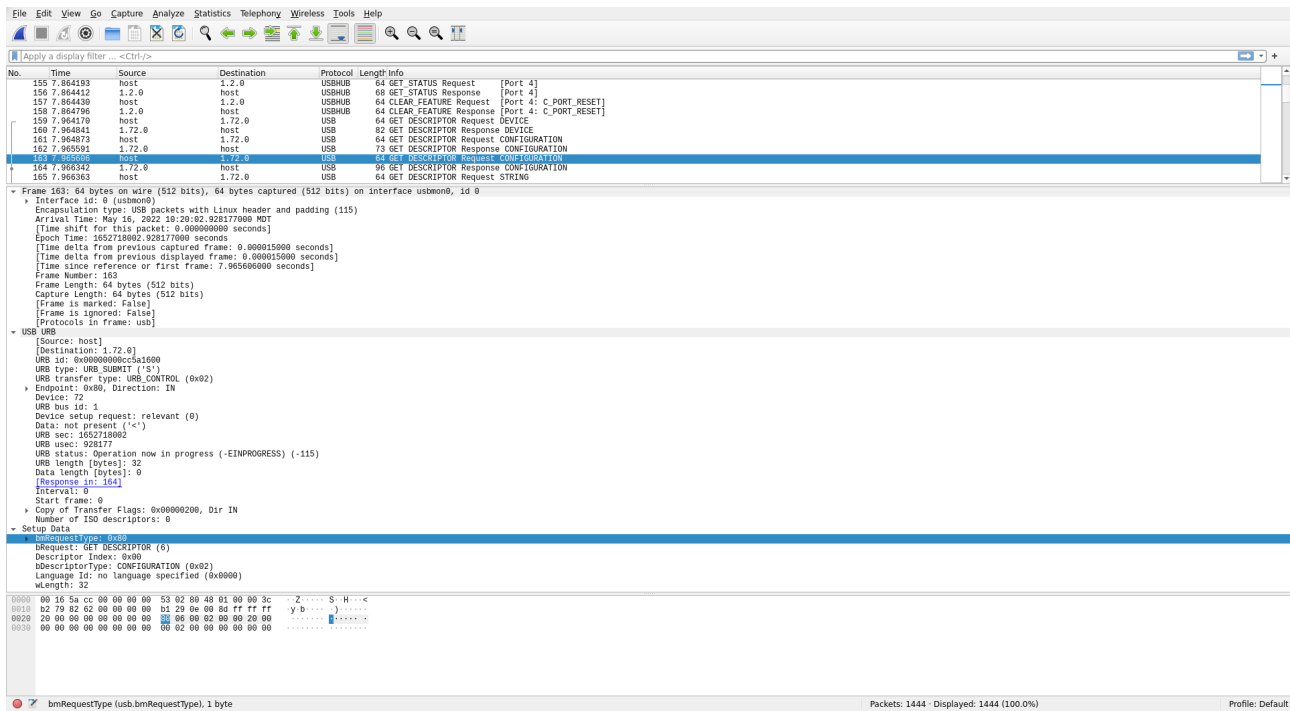 File Edit View Go Capture Analyze Statistics Telephony Wireless Tools Help
Apply a display filter ... <Ctrl-/>
+
No. Time Source Destination Protocol Length Info
155 7.864193 host 1.2.0 USBHUB 64 GET_STATUS Request [Port 4]
156 7.864412 1.2.0 host USBHUB 68 GET_STATUS Response [Port 4]
157 7.864430 host 1.2.0 USBHUB 64 CLEAR_FEATURE Request [Port 4: C_PORT_RESET]
158 7.864796 1.2.0 host USBHUB 64 CLEAR_FEATURE Response [Port 4: C_PORT_RESET]
159 7.964170 host 1.72.0 USB 64 GET DESCRIPTOR Request DEVICE
160 7.964841 1.72.0 host USB 82 GET DESCRIPTOR Response DEVICE
161 7.964873 host 1.72.0 USB 64 GET DESCRIPTOR Request CONFIGURATION
162 7.965591 1.72.0 host USB 73 GET DESCRIPTOR Response CONFIGURATION
163 7.965606 host 1.72.0 USB 64 GET DESCRIPTOR Request CONFIGURATION
164 7.966342 1.72.0 host USB 96 GET DESCRIPTOR Response CONFIGURATION
165 7.966363 host 1.72.0 USB 64 GET DESCRIPTOR Request STRING
Frame 163: 64 bytes on wire (512 bits), 64 bytes captured (512 bits) on interface usbmon0, id 0
Interface id: 0 (usbmon0)
Encapsulation type: USB packets with Linux header and padding (115)
Arrival Time: May 16, 2022 10:20:02.928177000 MDT
[Time shift for this packet: 0.000000000 seconds]
Epoch Time: 1652718002.928177000 seconds
[Time delta from previous captured frame: 0.000015000 seconds]
[Time delta from previous displayed frame: 0.000015000 seconds]
[Time since reference or first frame: 7.965606000 seconds]
Frame Number: 163
Frame Length: 64 bytes (512 bits)
Capture Length: 64 bytes (512 bits)
[Frame is marked: False]
[Frame is ignored: False]
[Protocols in frame: usb]
USB URB
[Source: host]
[Destination: 1.72.0]
URB id: 0x00000000cc5a1600
URB type: URB_SUBMIT ('S')
URB transfer type: URB_CONTROL (0x02)
Endpoint: 0x80, Direction: IN
Device: 72
URB bus id: 1
Device setup request: relevant (0)
Data: not present ('<')
URB sec: 1652718002
URB usec: 928177
URB status: Operation now in progress (-EINPROGRESS) (-115)
URB length [bytes]: 32
Data length [bytes]: 0
[Response in: 164]
Interval: 0
Start frame: 0
Copy of Transfer Flags: 0x00000200, Dir IN
Number of ISO descriptors: 0
Setup Data
bmRequestType: 0x80
bRequest: GET DESCRIPTOR (6)
Descriptor Index: 0x00
bDescriptorType: CONFIGURATION (0x02)
Language Id: no language specified (0x0000)
wLength: 32
0000 00 16 5a cc 00 00 00 00 53 02 80 48 01 00 00 3c ··Z····· S··H···<
0010 b2 79 82 62 00 00 00 00 b1 29 0e 00 8d ff ff ff ·y·b···· ·)······
0020 20 00 00 00 00 00 00 00 80 06 00 02 00 00 20 00 ······· ······ ·
0030 00 00 00 00 00 00 00 00 00 02 00 00 00 00 00 00 ········ ········
bmRequestType (usb.bmRequestType), 1 byte Packets: 1444 · Displayed: 1444 (100.0%) Profile: Default